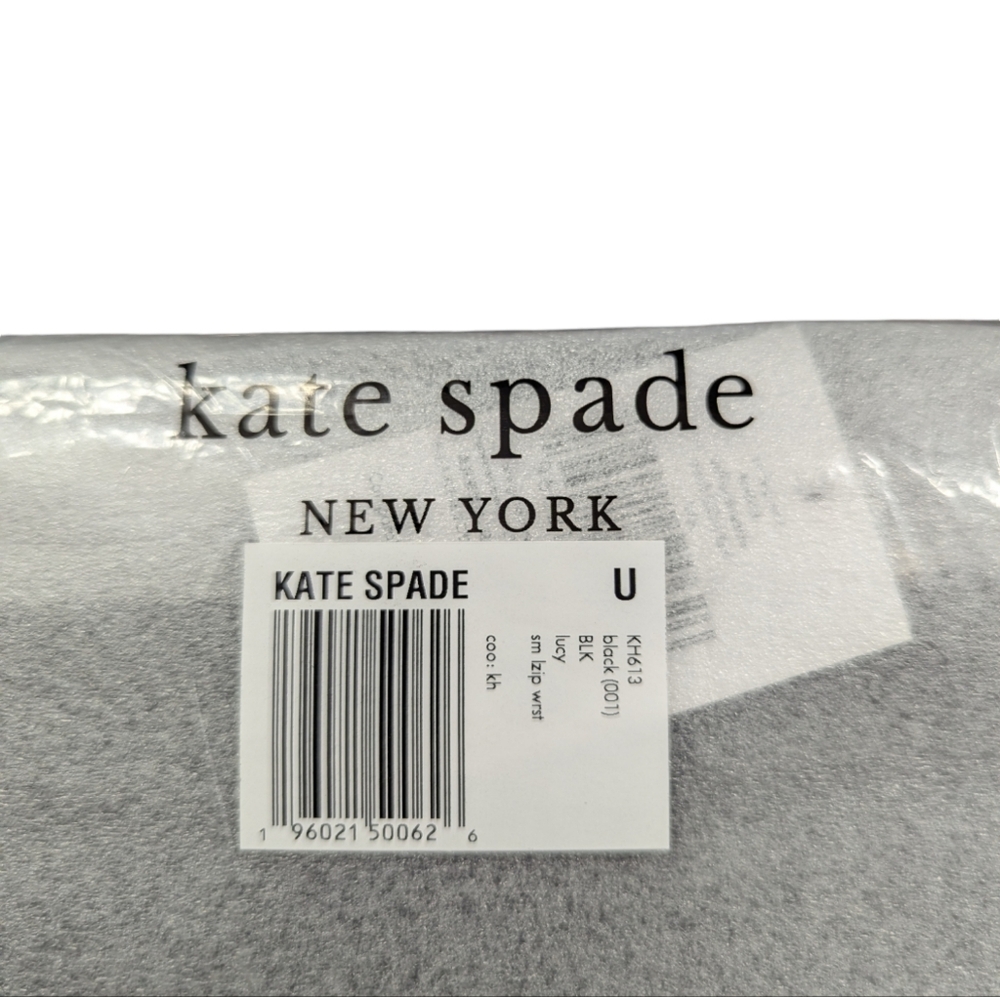 kate spade
NEW YORK
KATE SPADE U
KH613
black (001)
BLK
lucy
sm lzip wrst
coo: kh
1 96021 50062 6